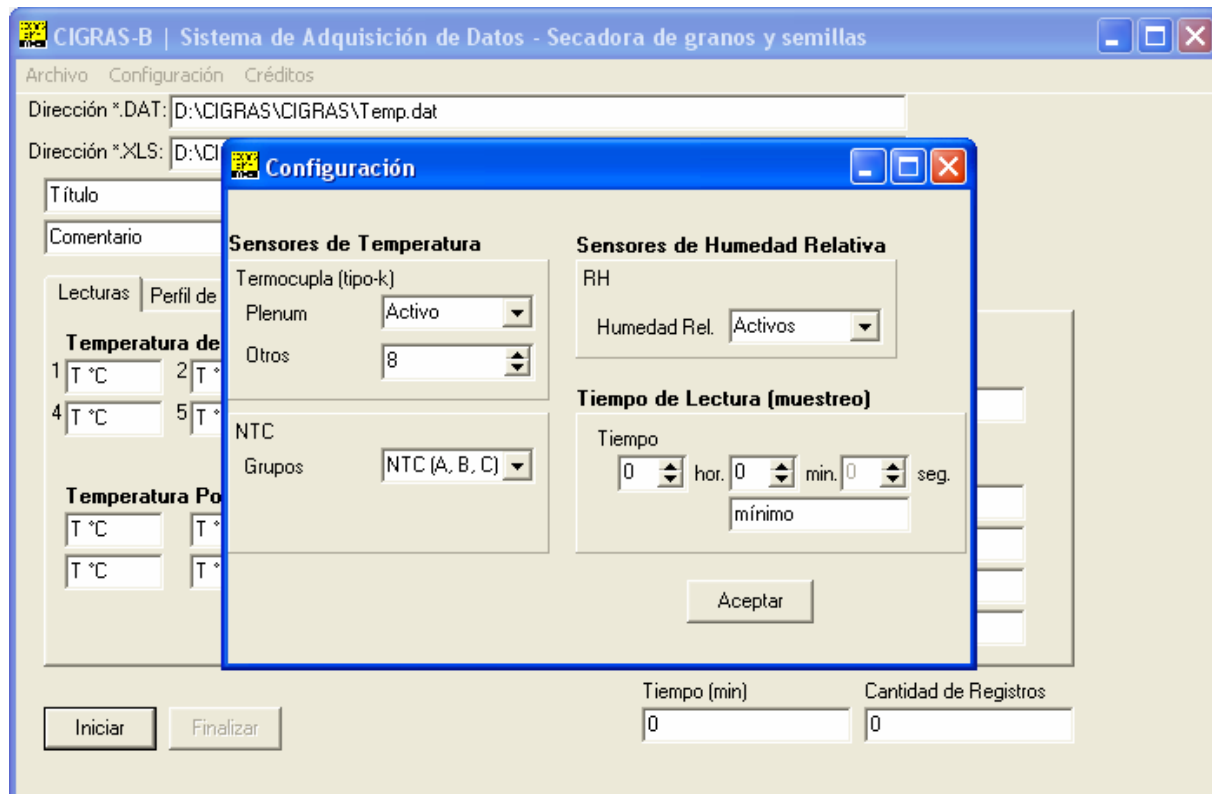 CIGRAS-B | Sistema de Adquisición de Datos - Secadora de granos y semillas
Archivo Configuración Créditos
Dirección *.DAT: D:\CIGRAS\CIGRAS\Temp.dat
Dirección *.XLS: D:\CI
Título
Comentario
Lecturas Perfil de
Temperatura de
1 T °C 2 T °
4 T °C 5 T °
Temperatura Po
T °C T °
T °C T °
Configuración
Sensores de Temperatura
Termocupla (tipo-k)
Plenum Activo
Otros 8
NTC
Grupos NTC (A, B, C)
Sensores de Humedad Relativa
RH
Humedad Rel. Activos
Tiempo de Lectura (muestreo)
Tiempo
0 hor. 0 min. 0 seg.
mínimo
Aceptar
Tiempo (min) Cantidad de Registros
Iniciar Finalizar 0 0